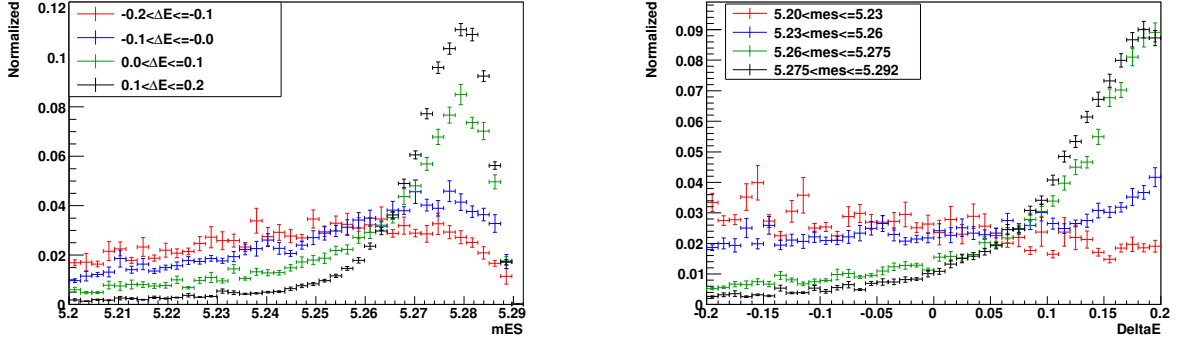 Normalized
0.12
0.1
0.08
0.06
0.04
0.02
0
-0.2<ΔE<=-0.1
-0.1<ΔE<=-0.0
0.0<ΔE<=0.1
0.1<ΔE<=0.2
5.2 5.21 5.22 5.23 5.24 5.25 5.26 5.27 5.28 5.29
mES
Normalized
0.09
0.08
0.07
0.06
0.05
0.04
0.03
0.02
0.01
0
5.20<mes<=5.23
5.23<mes<=5.26
5.26<mes<=5.275
5.275<mes<=5.292
-0.2 -0.15 -0.1 -0.05 0 0.05 0.1 0.15 0.2
DeltaE